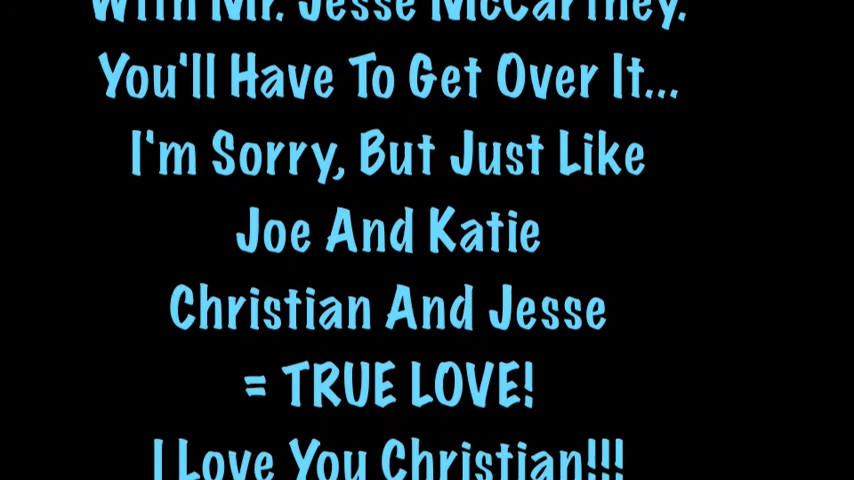 With Mr. Jesse McCartney.
You'll Have To Get Over It...
I'm Sorry, But Just Like
Joe And Katie
Christian And Jesse
= TRUE LOVE!
I Love You Christian!!!